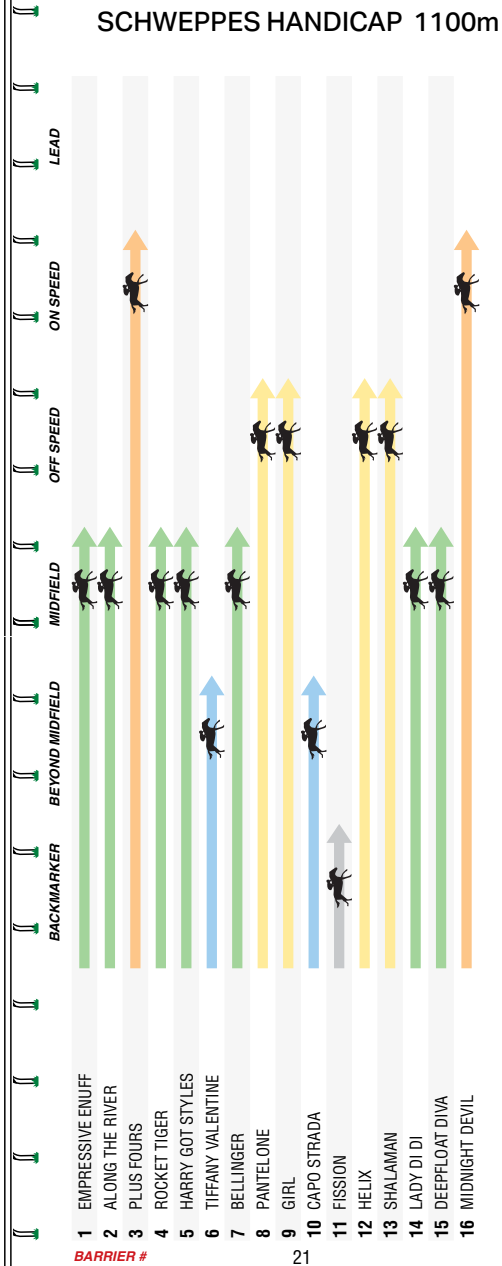 SCHWEPPES HANDICAP 1100m
LEAD
ON SPEED
OFF SPEED
MIDFIELD
BEYOND MIDFIELD
BACKMARKER
1 EMPRESSIVE ENUFF
2 ALONG THE RIVER
3 PLUS FOURS
4 ROCKET TIGER
5 HARRY GOT STYLES
6 TIFFANY VALENTINE
7 BELLINGER
8 PANTELONE
9 GIRL
10 CAPO STRADA
11 FISSION
12 HELIX
13 SHALAMAN
14 LADY DI DI
15 DEEPFLOAT DIVA
16 MIDNIGHT DEVIL
BARRIER #
21